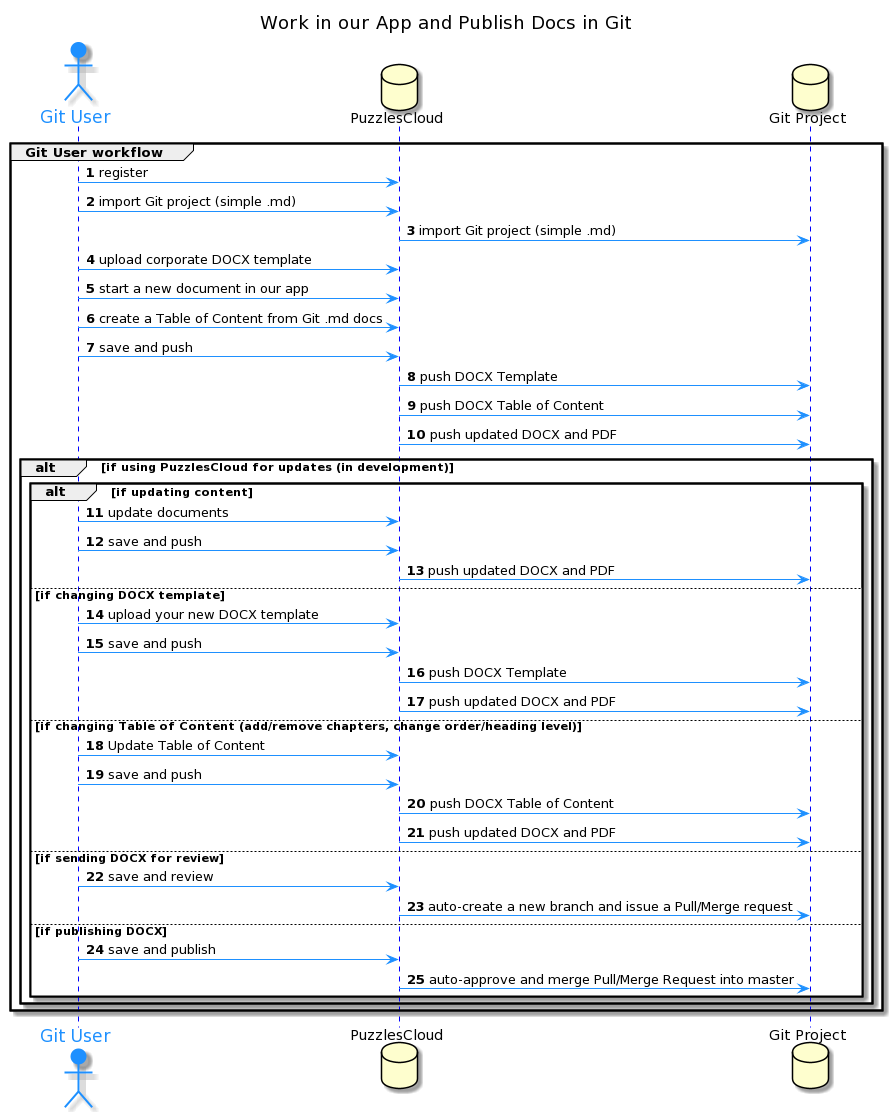 Work in our App and Publish Docs in Git
Git User
PuzzlesCloud
Git Project
Git User workflow
1 register
2 import Git project (simple .md)
3 import Git project (simple .md)
4 upload corporate DOCX template
5 start a new document in our app
6 create a Table of Content from Git .md docs
7 save and push
8 push DOCX Template
9 push DOCX Table of Content
10 push updated DOCX and PDF
alt [if using PuzzlesCloud for updates (in development)]
alt [if updating content]
11 update documents
12 save and push
13 push updated DOCX and PDF
[if changing DOCX template]
14 upload your new DOCX template
15 save and push
16 push DOCX Template
17 push updated DOCX and PDF
[if changing Table of Content (add/remove chapters, change order/heading level)]
18 Update Table of Content
19 save and push
20 push DOCX Table of Content
21 push updated DOCX and PDF
[if sending DOCX for review]
22 save and review
23 auto-create a new branch and issue a Pull/Merge request
[if publishing DOCX]
24 save and publish
25 auto-approve and merge Pull/Merge Request into master
Git User
PuzzlesCloud
Git Project